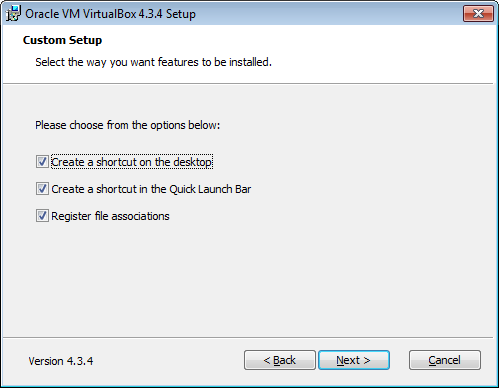 Oracle VM VirtualBox 4.3.4 Setup
Custom Setup
Select the way you want features to be installed.
Please choose from the options below:
Create a shortcut on the desktop
Create a shortcut in the Quick Launch Bar
Register file associations
Version 4.3.4
< Back
Next >
Cancel